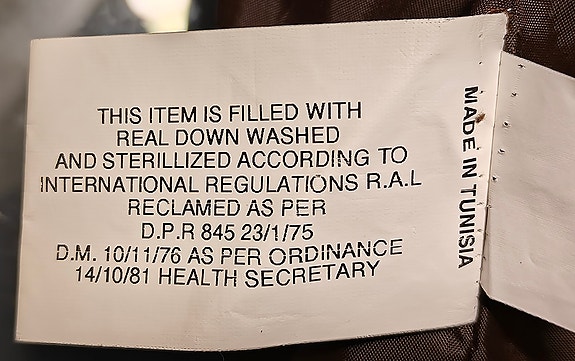 THIS ITEM IS FILLED WITH
REAL DOWN WASHED
AND STERILLIZED ACCORDING TO
INTERNATIONAL REGULATIONS R.A.L
RECLAMED AS PER
D.P.R 845 23/1/75
D.M. 10/11/76 AS PER ORDINANCE
14/10/81 HEALTH SECRETARY
MADE IN TUNISIA